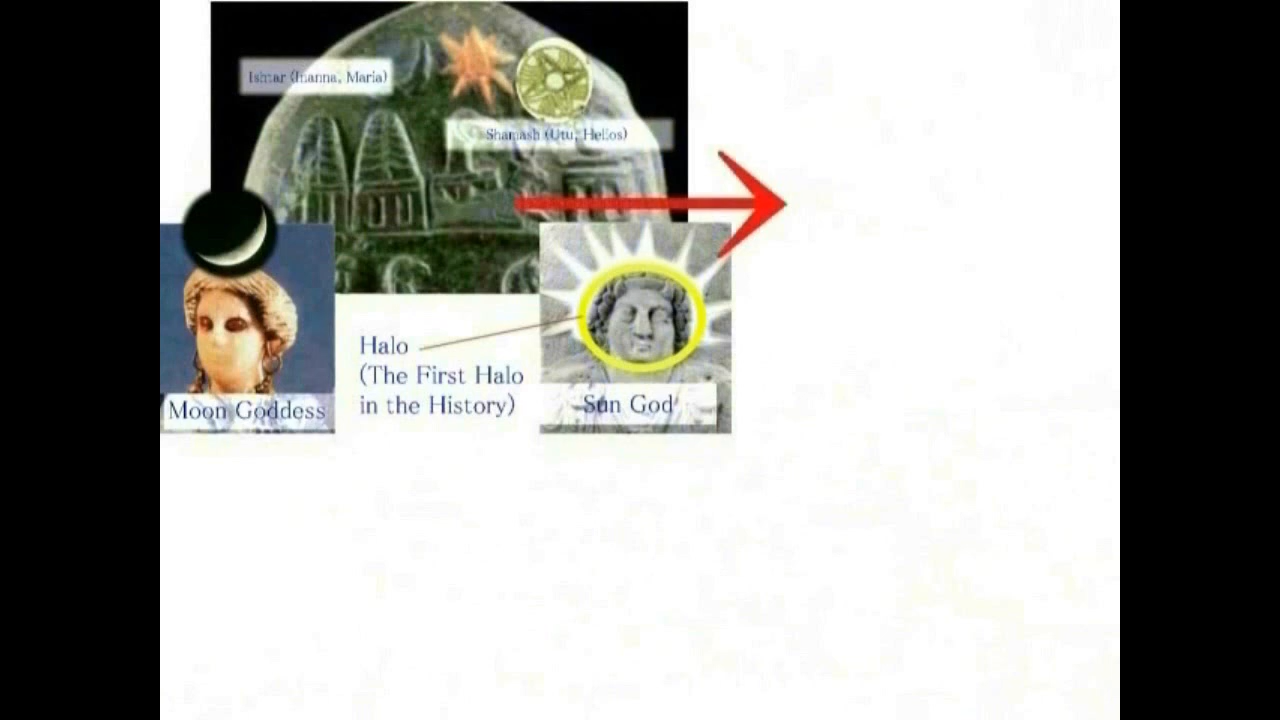 Ishtar (Inanna, Maria)
Shamash (Utu, Helios)
Halo
(The First Halo
in the History)
Moon Goddess
Sun God